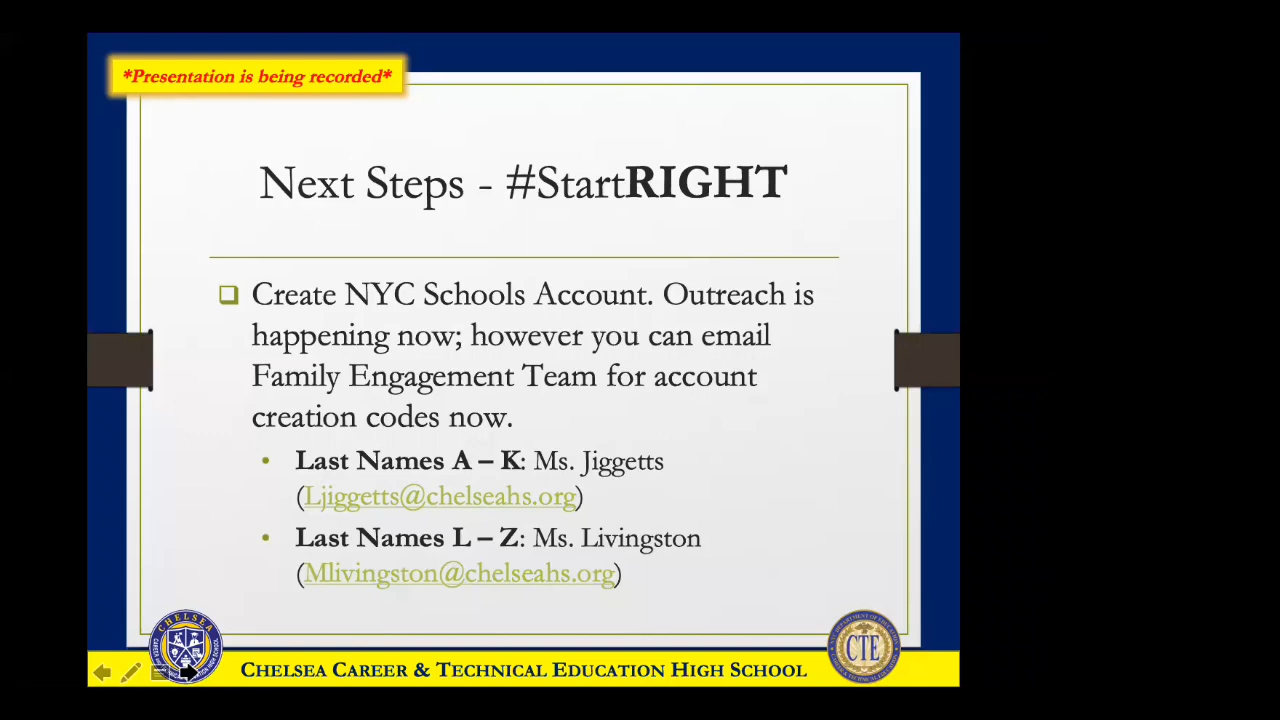 *Presentation is being recorded*
Next Steps - #StartRIGHT
Create NYC Schools Account. Outreach is
happening now; however you can email
Family Engagement Team for account
creation codes now.
• Last Names A – K: Ms. Jiggetts
(Ljiggetts@chelseahs.org)
• Last Names L – Z: Ms. Livingston
(Mlivingston@chelseahs.org)
CHELSEA
CTE
CHELSEA CAREER & TECHNICAL EDUCATION HIGH SCHOOL